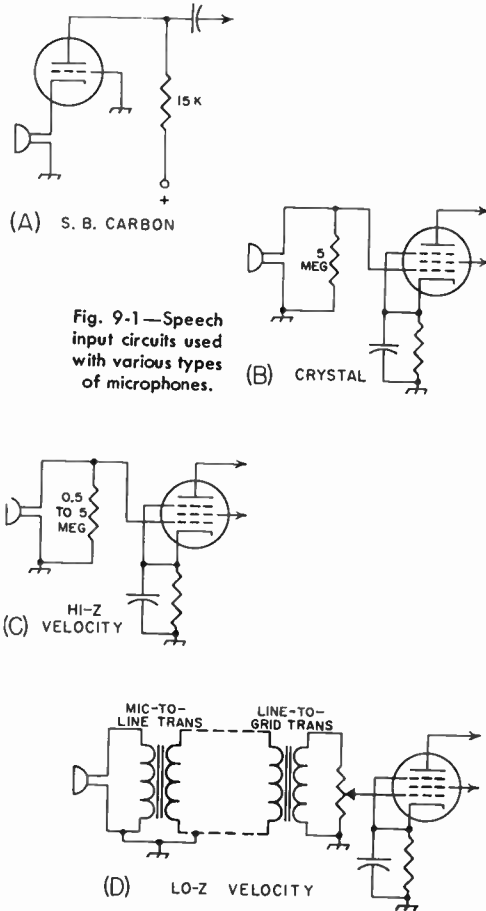 15 K
+
(A) S. B. CARBON
5
MEG
Fig. 9-1—Speech
input circuits used
with various types
of microphones.
(B) CRYSTAL
0.5
TO 5
MEG
(C) HI-Z
VELOCITY
MIC-TO-
LINE TRANS
LINE-TO-
GRID TRANS
(D) LO-Z VELOCITY